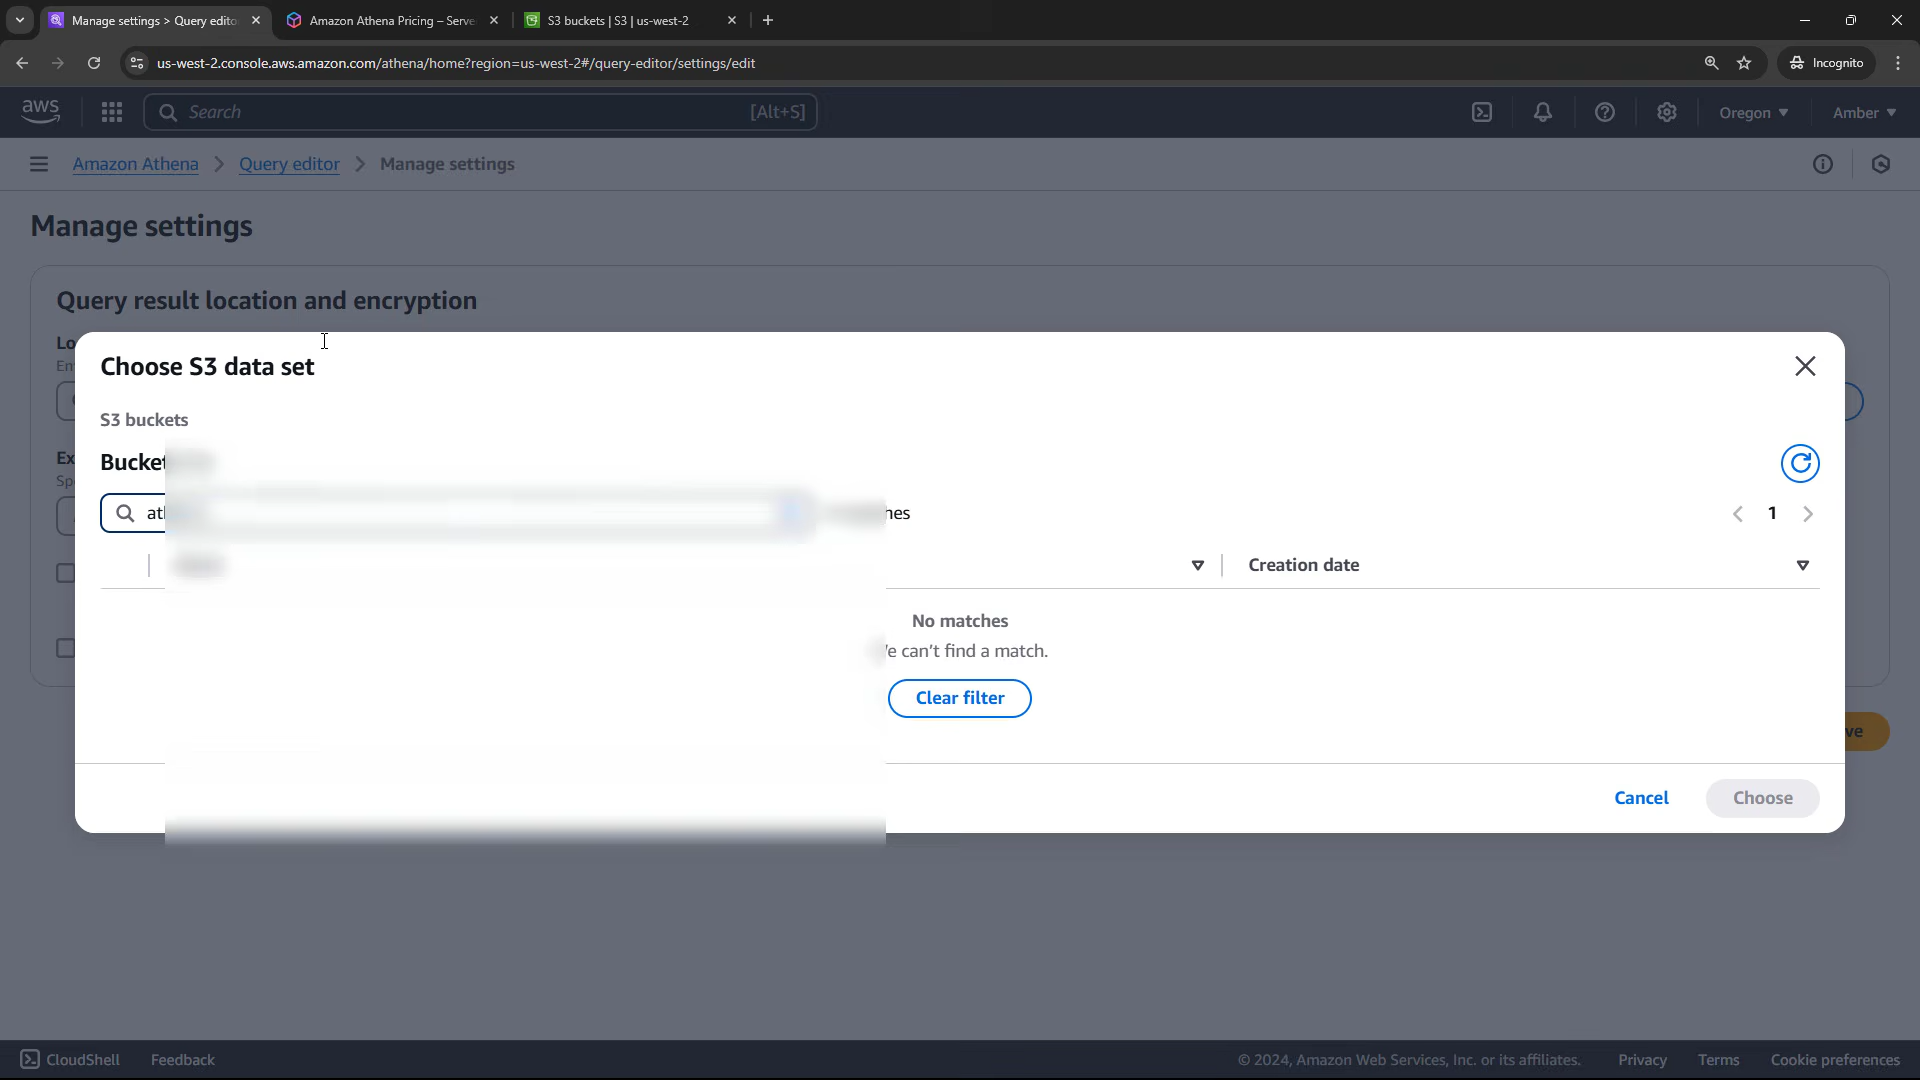 Manage settings > Query edito
Amazon Athena Pricing – Serve
S3 buckets | S3 | us-west-2
us-west-2.console.aws.amazon.com/athena/home?region=us-west-2#/query-editor/settings/edit
Incognito
aws
Search
[Alt+S]
Oregon
Amber
Amazon Athena
Query editor
Manage settings
Manage settings
Query result location and encryption
Choose S3 data set
S3 buckets
Creation date
1
No matches
can't find a match.
Clear filter
Cancel
Choose
CloudShell
Feedback
© 2024, Amazon Web Services, Inc. or its affiliates.
Privacy
Terms
Cookie preferences